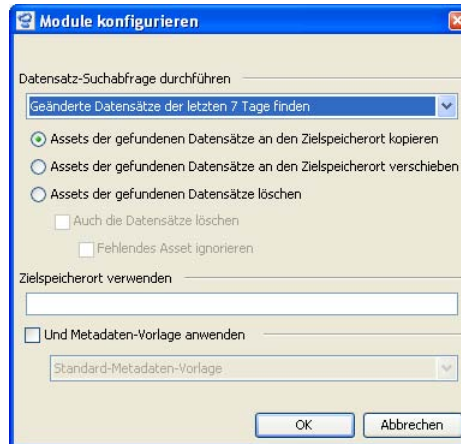 Module konfigurieren
Datensatz-Suchabfrage durchführen
Geänderte Datensätze der letzten 7 Tage finden
Assets der gefundenen Datensätze an den Zielspeicherort kopieren
Assets der gefundenen Datensätze an den Zielspeicherort verschieben
Assets der gefundenen Datensätze löschen
Auch die Datensätze löschen
Fehlendes Asset ignorieren
Zielspeicherort verwenden
Und Metadaten-Vorlage anwenden
Standard-Metadaten-Vorlage
OK Abbrechen